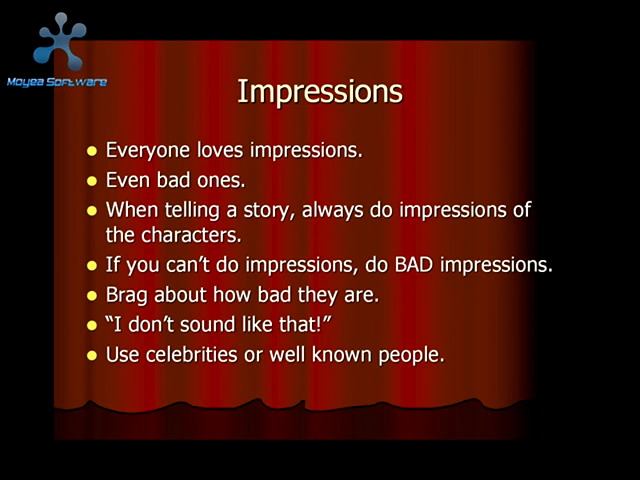 Moyea Software
Impressions
Everyone loves impressions.
Even bad ones.
When telling a story, always do impressions of
the characters.
If you can’t do impressions, do BAD impressions.
Brag about how bad they are.
“I don’t sound like that!”
Use celebrities or well known people.